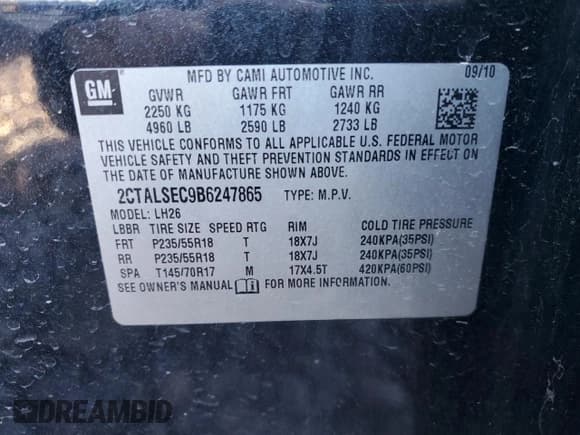 GM
MFD BY CAMI AUTOMOTIVE INC. 09/10
GVWR GAWR FRT GAWR RR
2250 KG 1175 KG 1240 KG
4960 LB 2590 LB 2733 LB
THIS VEHICLE CONFORMS TO ALL APPLICABLE U.S. FEDERAL MOTOR
VEHICLE SAFETY AND THEFT PREVENTION STANDARDS IN EFFECT ON
THE DATE OF MANUFACTURE SHOWN ABOVE.
2CTALSEC9B6247865 TYPE: M.P.V.
MODEL: LH26
LBBR TIRE SIZE SPEED RTG RIM COLD TIRE PRESSURE
FRT P235/55R18 T 18X7J 240KPA(35PSI)
RR P235/55R18 T 18X7J 240KPA(35PSI)
SPA T145/70R17 M 17X4.5T 420KPA(60PSI)
SEE OWNER'S MANUAL FOR MORE INFORMATION.
DREAMBID